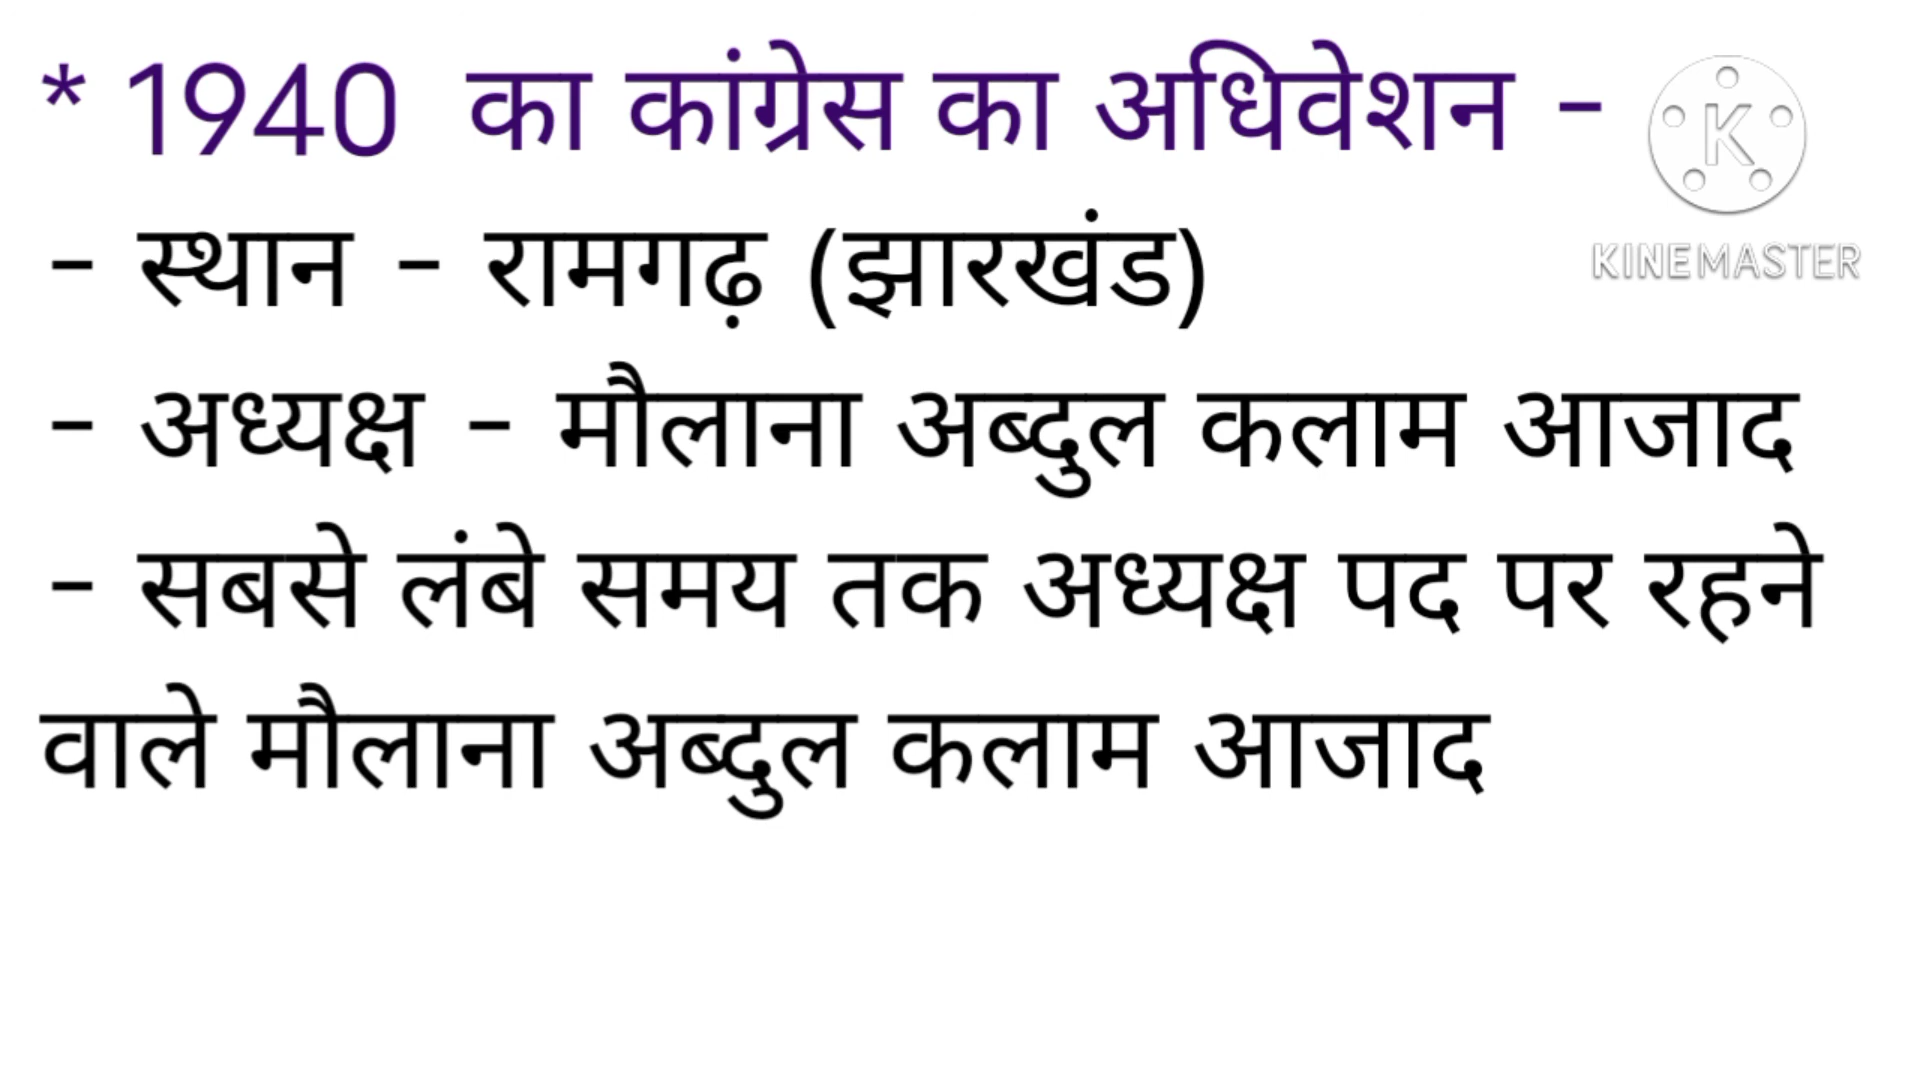 * 1940 का कांग्रेस का अधिवेशन -
- स्थान - रामगढ़ (झारखंड)
- अध्यक्ष - मौलाना अब्दुल कलाम आजाद
- सबसे लंबे समय तक अध्यक्ष पद पर रहने
वाले मौलाना अब्दुल कलाम आजाद
K
KINEMASTER